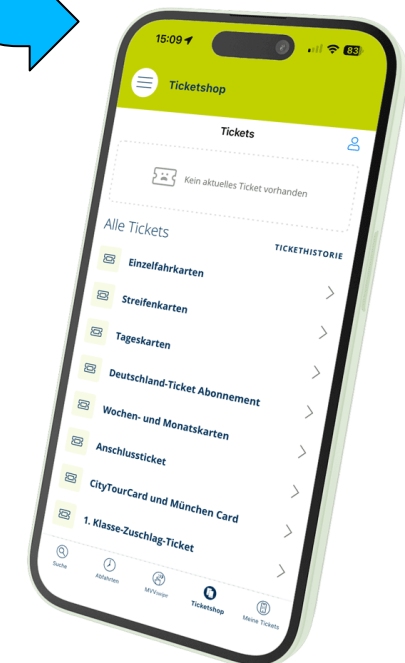 15:09
83
Ticketshop
Tickets
Kein aktuelles Ticket vorhanden
Alle Tickets
TICKETHISTORIE
Einzelfahrkarten
Streifenkarten
Tageskarten
Deutschland-Ticket Abonnement
Wochen- und Monatskarten
Anschlussticket
CityTourCard und München Card
1. Klasse-Zuschlag-Ticket
Suche
Abfahrten
MVVswipe
Ticketshop
Meine Tickets